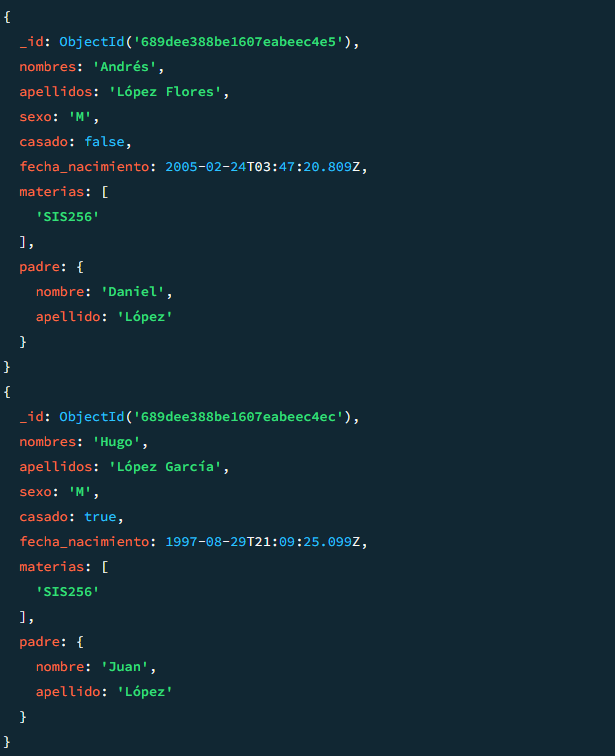 {
  _id: ObjectId('689dee388be1607eabeec4e5'),
  nombres: 'Andrés',
  apellidos: 'López Flores',
  sexo: 'M',
  casado: false,
  fecha_nacimiento: 2005-02-24T03:47:20.809Z,
  materias: [
    'SIS256'
  ],
  padre: {
    nombre: 'Daniel',
    apellido: 'López'
  }
}
{
  _id: ObjectId('689dee388be1607eabeec4ec'),
  nombres: 'Hugo',
  apellidos: 'López García',
  sexo: 'M',
  casado: true,
  fecha_nacimiento: 1997-08-29T21:09:25.099Z,
  materias: [
    'SIS256'
  ],
  padre: {
    nombre: 'Juan',
    apellido: 'López'
  }
}